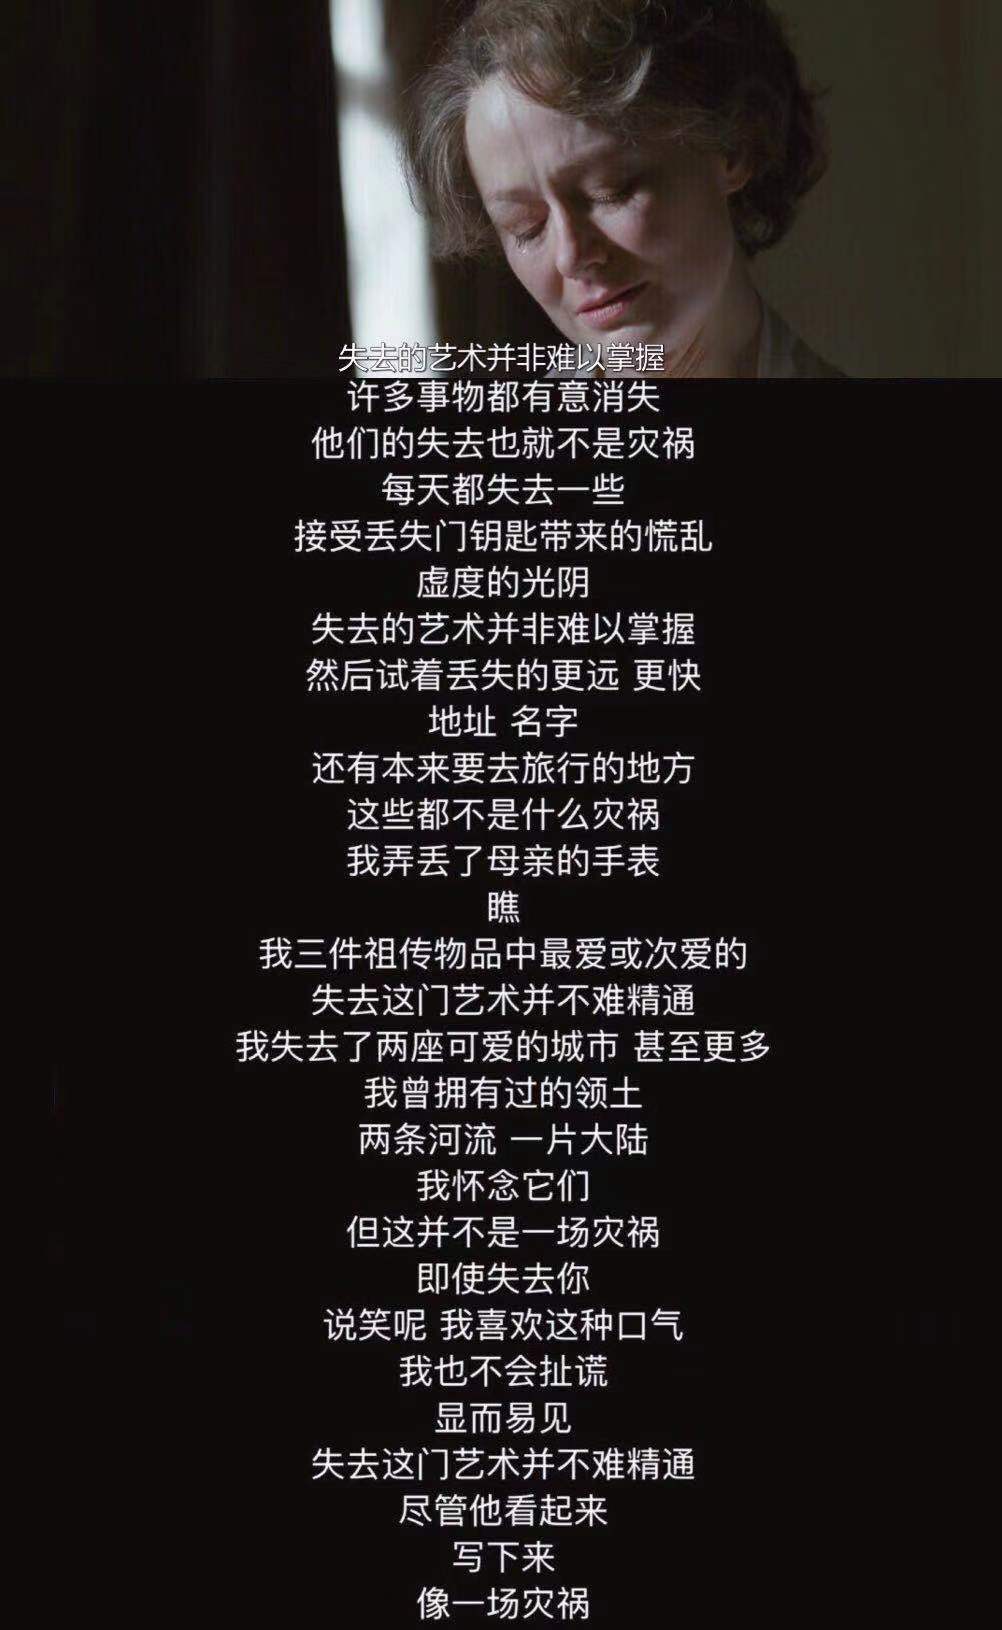 失去的艺术并非难以掌握
许多事物都有意消失
他们的失去也就不是灾祸
每天都失去一些
接受丢失门钥匙带来的慌乱
虚度的光阴
失去的艺术并非难以掌握
然后试着丢失的更远 更快
地址 名字
还有本来要去旅行的地方
这些都不是什么灾祸
我弄丢了母亲的手表
瞧
我三件祖传物品中最爱或次爱的
失去这门艺术并不难精通
我失去了两座可爱的城市 甚至更多
我曾拥有过的领土
两条河流 一片大陆
我怀念它们
但这并不是一场灾祸
即使失去你
说笑呢 我喜欢这种口气
我也不会扯谎
显而易见
失去这门艺术并不难精通
尽管他看起来
写下来
像一场灾祸